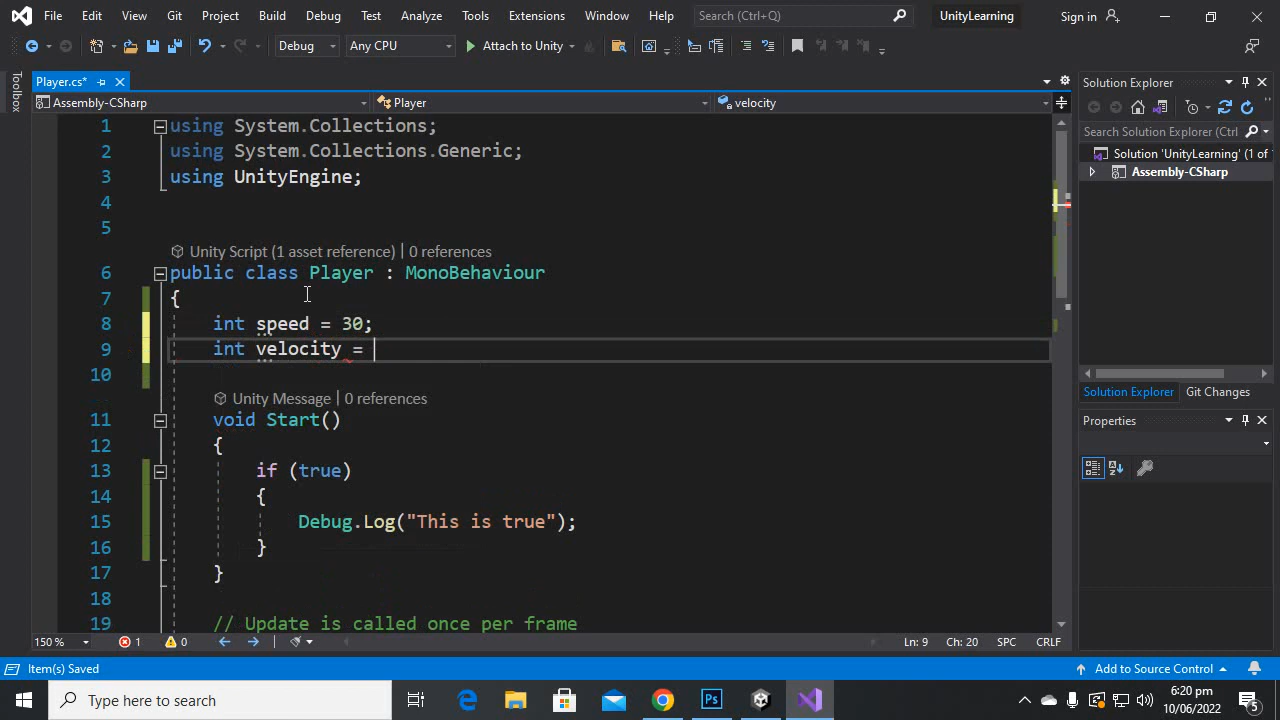 File Edit View Git Project Build Debug Test Analyze Tools Extensions Window Help Search (Ctrl+Q) UnityLearning Sign in
Debug Any CPU Attach to Unity
Toolbox
Player.cs*
Assembly-CSharp Player velocity
1 using System.Collections;
2 using System.Collections.Generic;
3 using UnityEngine;
4
5
Unity Script (1 asset reference) | 0 references
6 public class Player : MonoBehaviour
7 {
8 int speed = 30;
9 int velocity =
10
Unity Message | 0 references
11 void Start()
12 {
13 if (true)
14 {
15 Debug.Log("This is true");
16 }
17 }
18
19 // Update is called once per frame
150 % 1 0 Ln: 9 Ch: 20 SPC CRLF
Solution Explorer
Search Solution Explorer (Ctrl
Solution 'UnityLearning' (1 of
Assembly-CSharp
Solution Explorer Git Changes
Properties
Item(s) Saved Add to Source Control
Type here to search
Ps
6:20 pm
10/06/2022
5